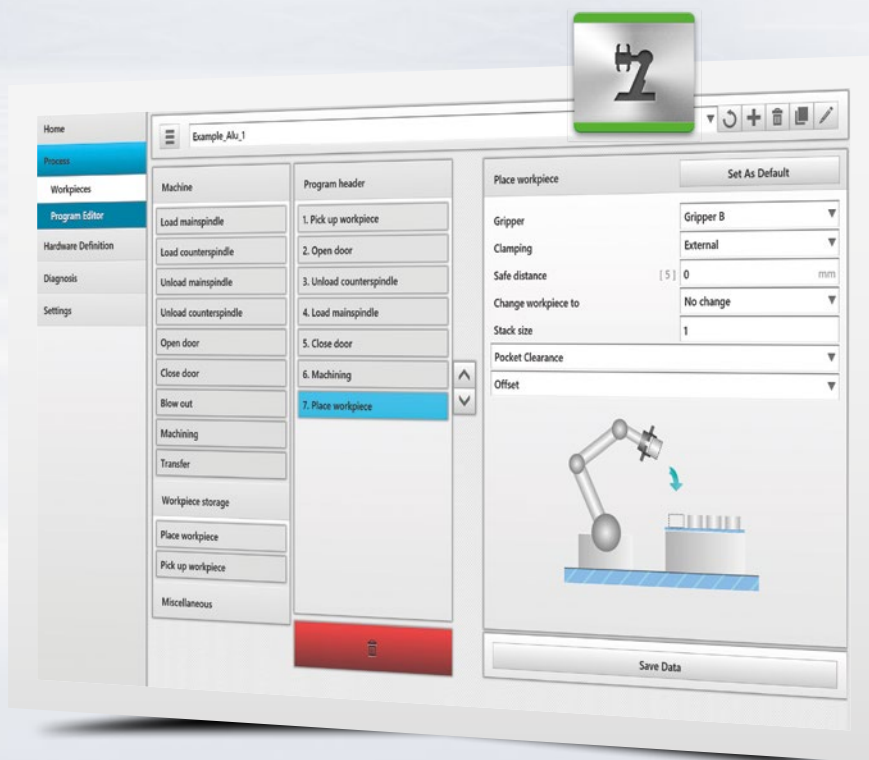 Home
Process
Workpieces
Program Editor
Hardware Definition
Diagnosis
Settings
Example_Alu_1
Machine
Load mainspindle
Load counterspindle
Unload mainspindle
Unload counterspindle
Open door
Close door
Blow out
Machining
Transfer
Workpiece storage
Place workpiece
Pick up workpiece
Miscellaneous
Program header
1. Pick up workpiece
2. Open door
3. Unload counterspindle
4. Load mainspindle
5. Close door
6. Machining
7. Place workpiece
Place workpiece
Set As Default
Gripper Gripper B
Clamping External
Safe distance [ 5 ] 0 mm
Change workpiece to No change
Stack size 1
Pocket Clearance
Offset
Save Data